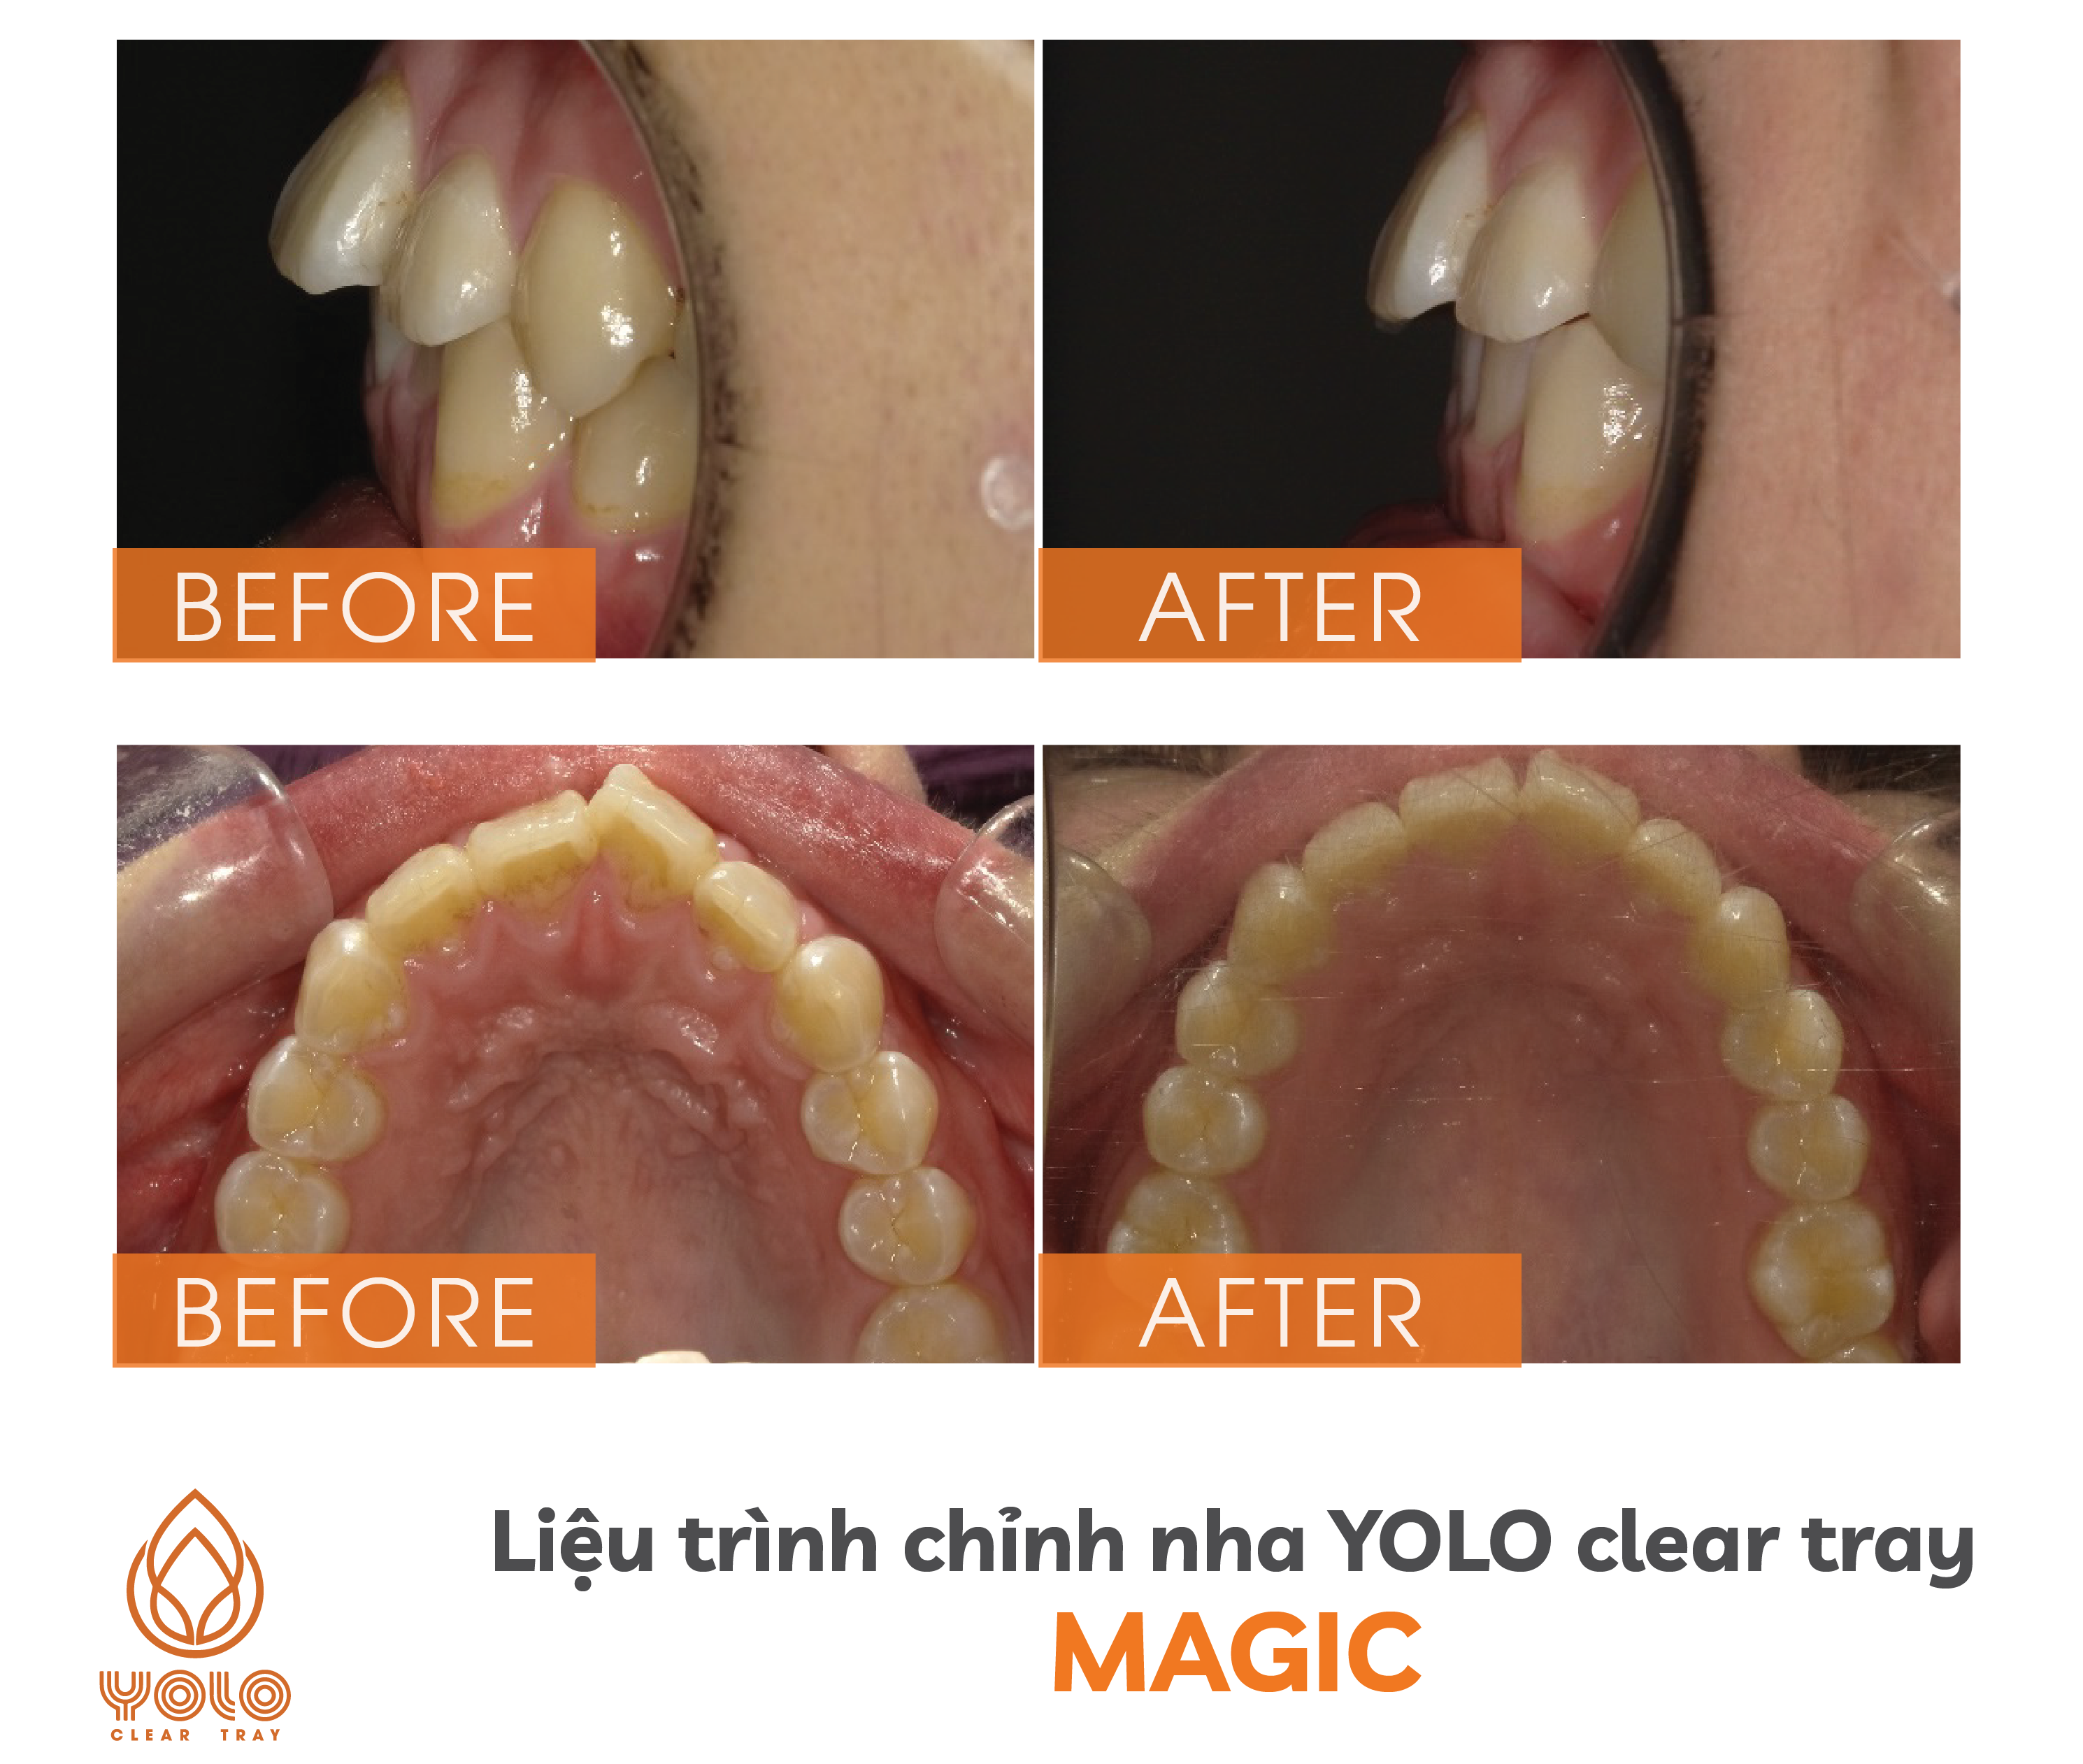 BEFORE
AFTER
BEFORE
AFTER
Liệu trình chỉnh nha YOLO clear tray
MAGIC
YOLO
CLEAR TRAY